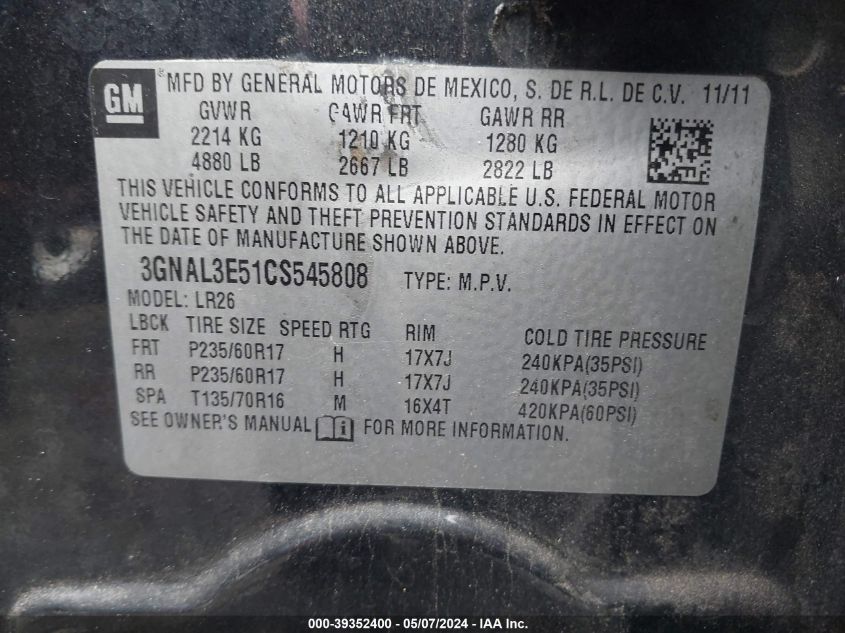 GM ® MFD BY GENERAL MOTORS DE MEXICO, S. DE R.L. DE C.V. 11/11
GVWR GAWR FRT GAWR RR
2214 KG 1210 KG 1280 KG
4880 LB 2667 LB 2822 LB
THIS VEHICLE CONFORMS TO ALL APPLICABLE U.S. FEDERAL MOTOR
VEHICLE SAFETY AND THEFT PREVENTION STANDARDS IN EFFECT ON
THE DATE OF MANUFACTURE SHOWN ABOVE.
3GNAL3E51CS545808 TYPE: M.P.V.
MODEL: LR26
LBCK TIRE SIZE SPEED RTG RIM COLD TIRE PRESSURE
FRT P235/60R17 H 17X7J 240KPA(35PSI)
RR P235/60R17 H 17X7J 240KPA(35PSI)
SPA T135/70R16 M 16X4T 420KPA(60PSI)
SEE OWNER'S MANUAL i FOR MORE INFORMATION.
000-39352400 - 05/07/2024 - IAA Inc.